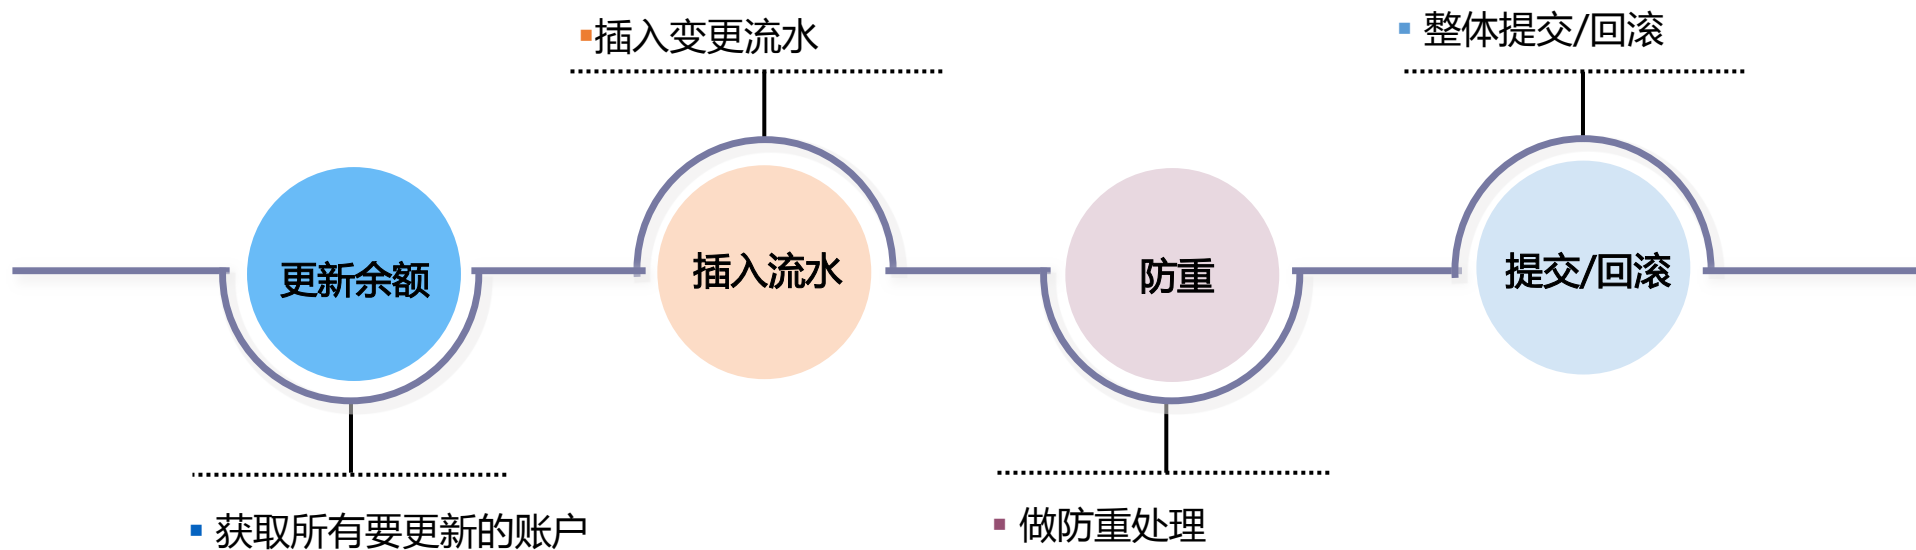 插入变更流水
整体提交/回滚
更新余额
插入流水
防重
提交/回滚
获取所有要更新的账户
做防重处理